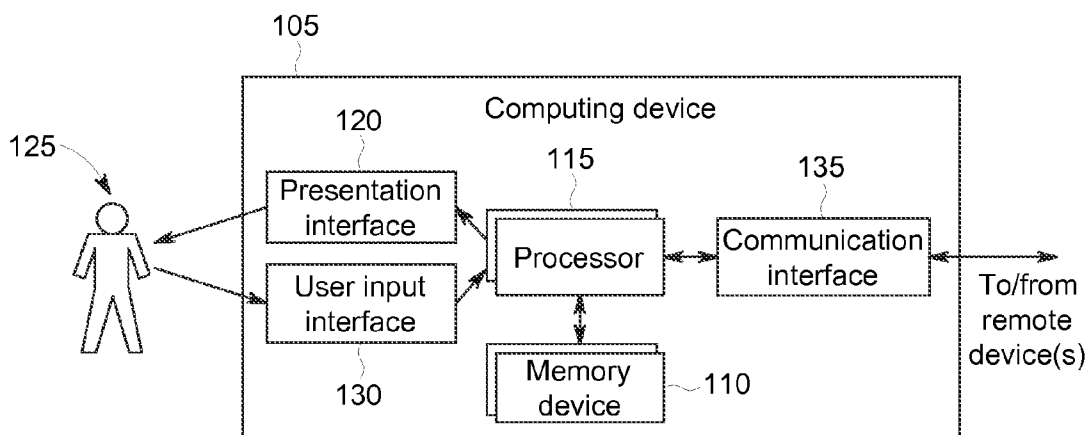 105
Computing device
120
115
135
125
Presentation
interface
Processor
Communication
interface
User input
interface
To/from
remote
device(s)
130
Memory
device
110